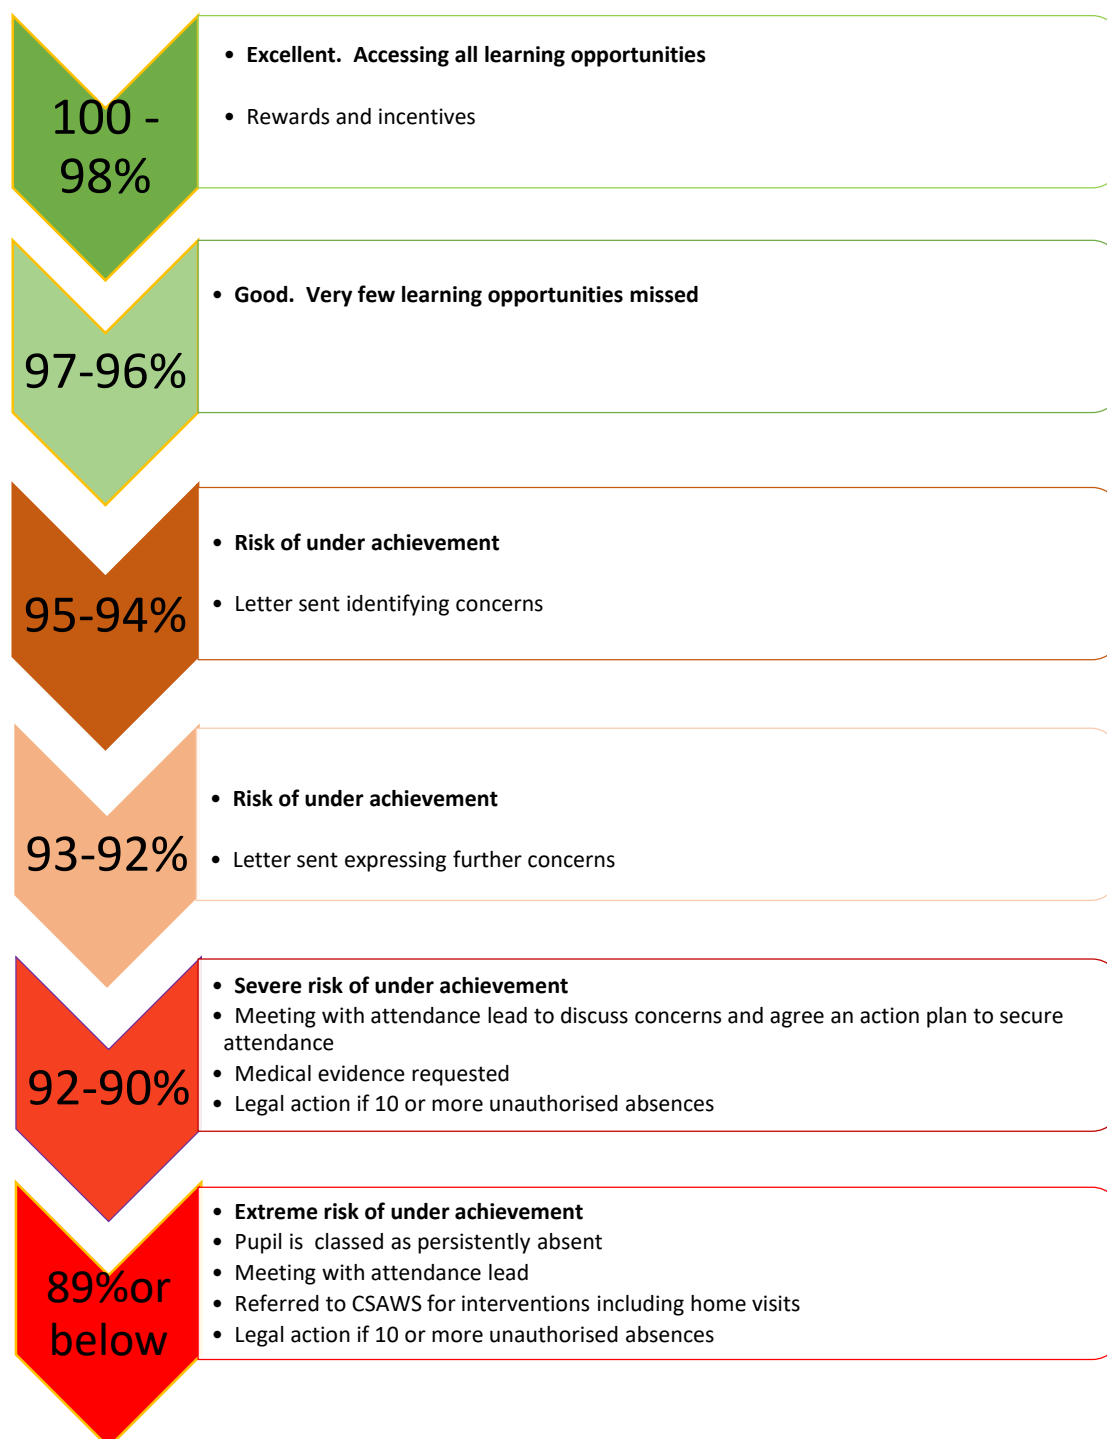 100 -
98%
• Excellent.  Accessing all learning opportunities
• Rewards and incentives
97-96%
• Good.  Very few learning opportunities missed
95-94%
• Risk of under achievement
• Letter sent identifying concerns
93-92%
• Risk of under achievement
• Letter sent expressing further concerns
92-90%
• Severe risk of under achievement
• Meeting with attendance lead to discuss concerns and agree an action plan to secure
attendance
• Medical evidence requested
• Legal action if 10 or more unauthorised absences
89%or
below
• Extreme risk of under achievement
• Pupil is  classed as persistently absent
• Meeting with attendance lead
• Referred to CSAWS for interventions including home visits
• Legal action if 10 or more unauthorised absences